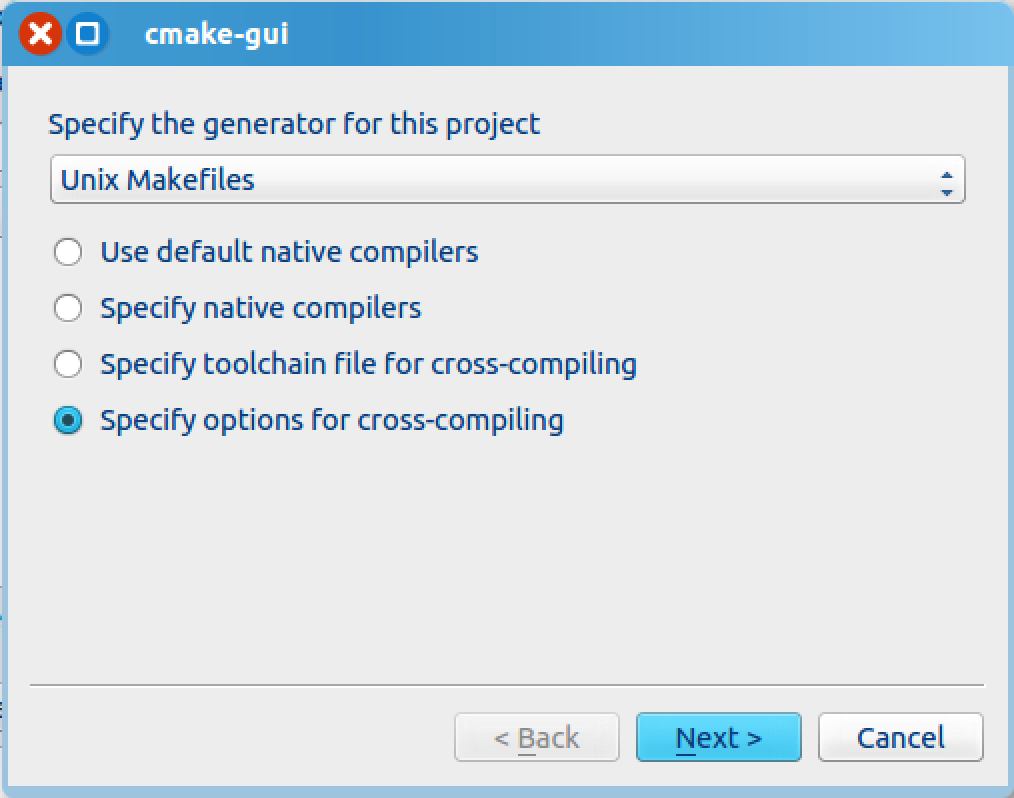 cmake-gui
Specify the generator for this project
Unix Makefiles
Use default native compilers
Specify native compilers
Specify toolchain file for cross-compiling
Specify options for cross-compiling
< Back
Next >
Cancel